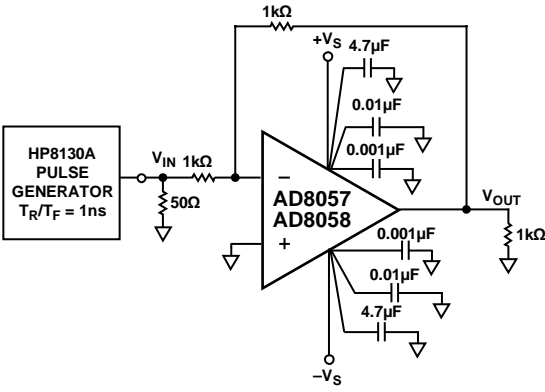 1kΩ
+VS
4.7µF
0.01µF
0.001µF
HP8130A
PULSE
GENERATOR
TR/TF = 1ns
VIN 1kΩ
50Ω
–
+
AD8057
AD8058
VOUT
1kΩ
0.001µF
0.01µF
4.7µF
–VS